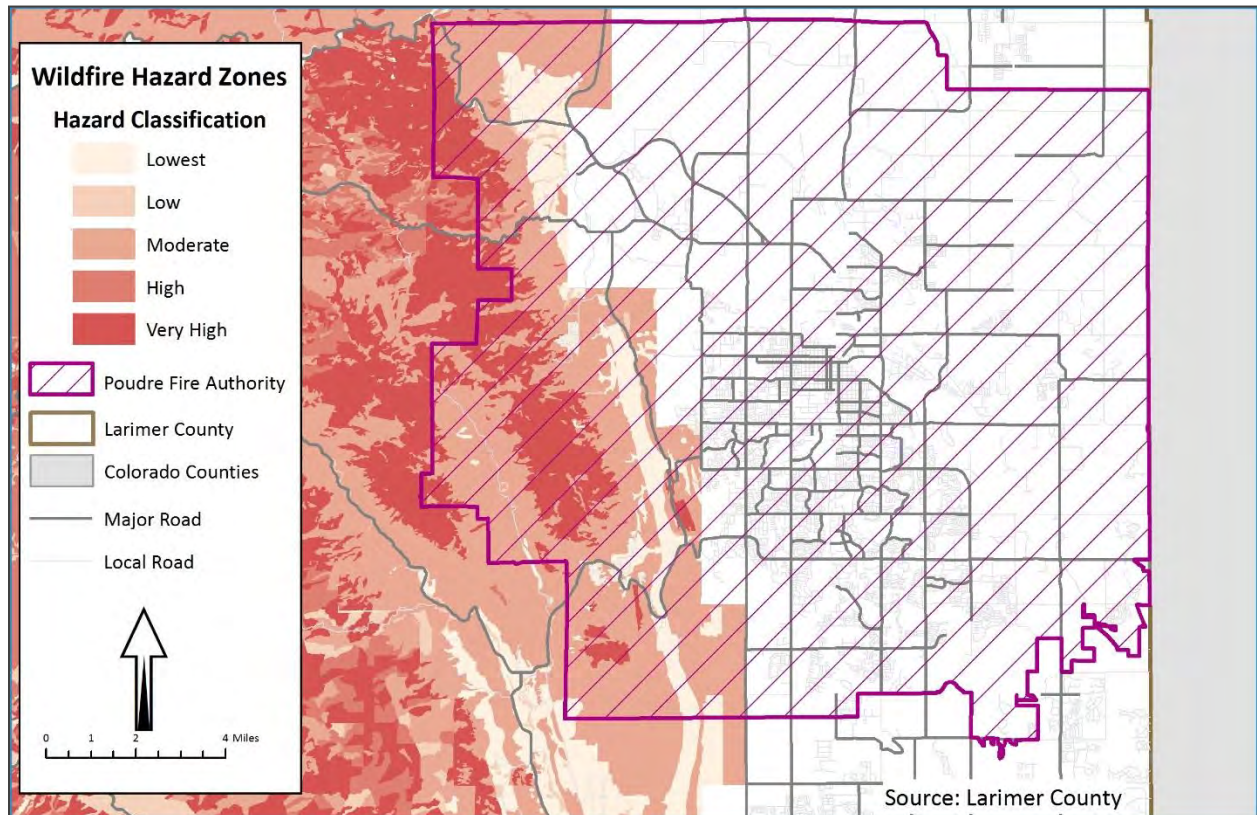 Wildfire Hazard Zones
Hazard Classification
Lowest
Low
Moderate
High
Very High
Poudre Fire Authority
Larimer County
Colorado Counties
Major Road
Local Road
0 1 2 4 Miles
Source: Larimer County